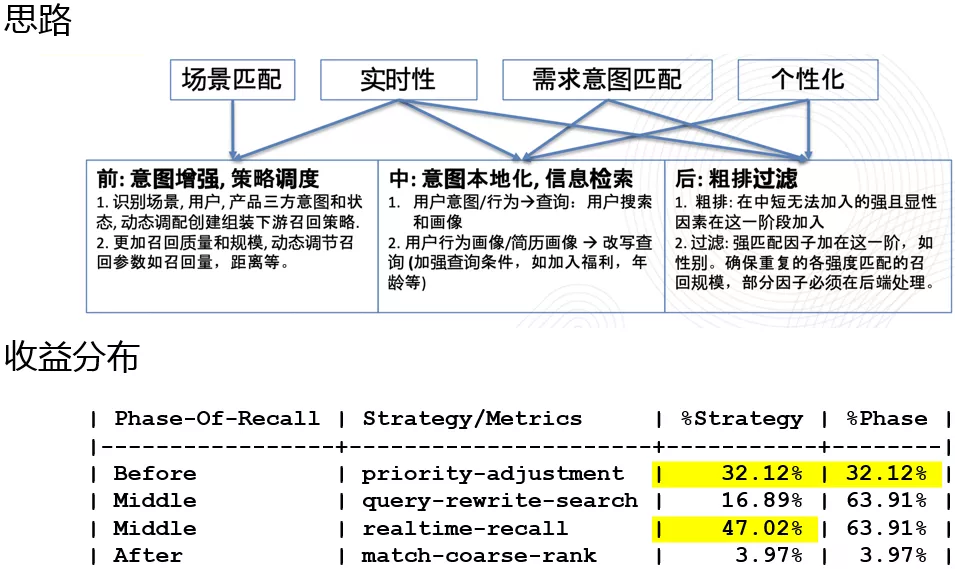 思路
场景匹配
实时性
需求意图匹配
个性化
前: 意图增强, 策略调度
1. 识别场景, 用户, 产品三方意图和状
态, 动态调配创建组装下游召回策略.
2. 更加召回质量和规模, 动态调节召
回参数如召回量，距离等。
中: 意图本地化, 信息检索
1. 用户意图/行为→查询：用户搜索
和画像
2. 用户行为画像/简历画像 → 改写查
询 (加强查询条件，如加入福利，年
龄等)
后: 粗排过滤
1. 粗排: 在中短无法加入的强且显性
因素在这一阶段加入
2. 过滤: 强匹配因子加在这一阶，如
性别。确保重复的各强度匹配的召
回规模，部分因子必须在后端处理。
收益分布
| Phase-Of-Recall | Strategy/Metrics | %Strategy | %Phase |
|-----------------+----------------------+-----------+--------|
| Before | priority-adjustment | 32.12% | 32.12% |
| Middle | query-rewrite-search | 16.89% | 63.91% |
| Middle | realtime-recall | 47.02% | 63.91% |
| After | match-coarse-rank | 3.97% | 3.97% |